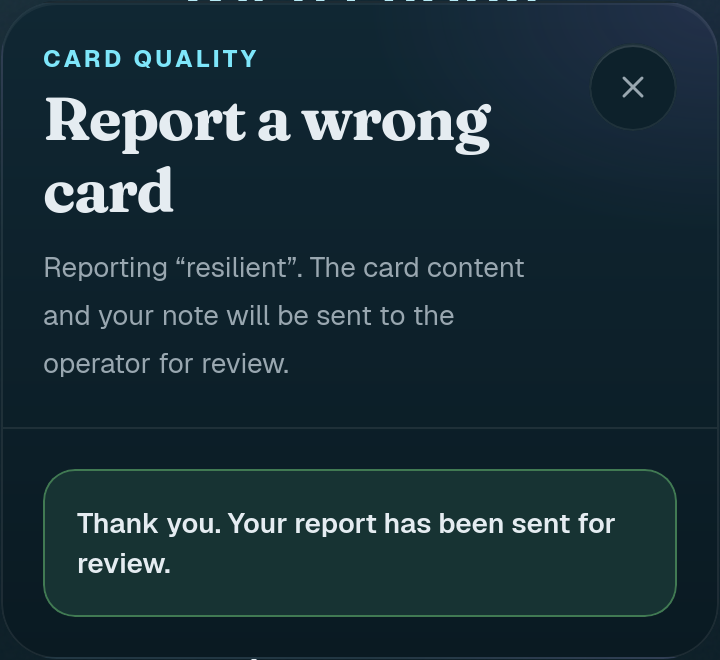 CARD QUALITY
Report a wrong
card
Reporting “resilient”. The card content
and your note will be sent to the
operator for review.
Thank you. Your report has been sent for
review.